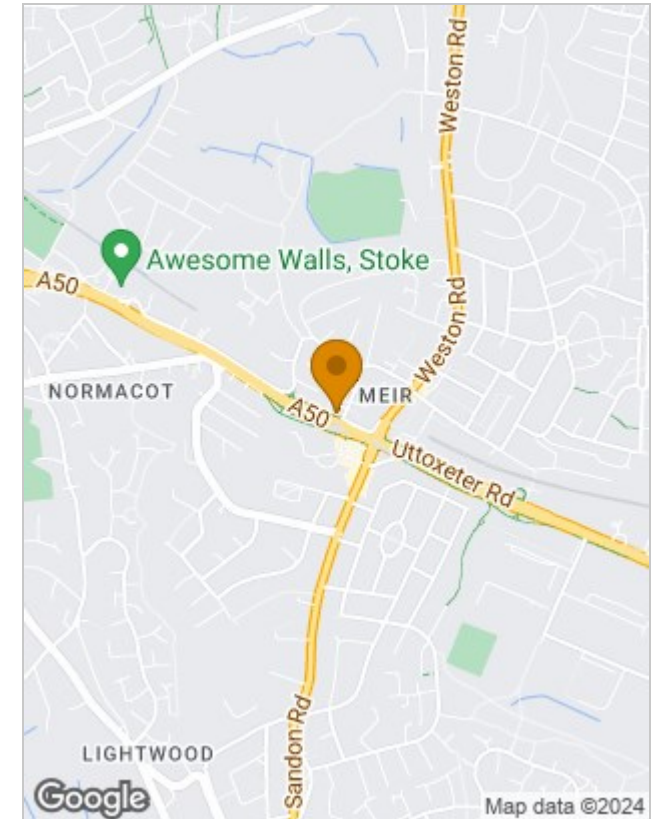 Weston Rd
Awesome Walls, Stoke
A50
Weston Rd
NORMACOT
MEIR
A50
Uttoxeter Rd
Sandon Rd
LIGHTWOOD
Google
Map data ©2024